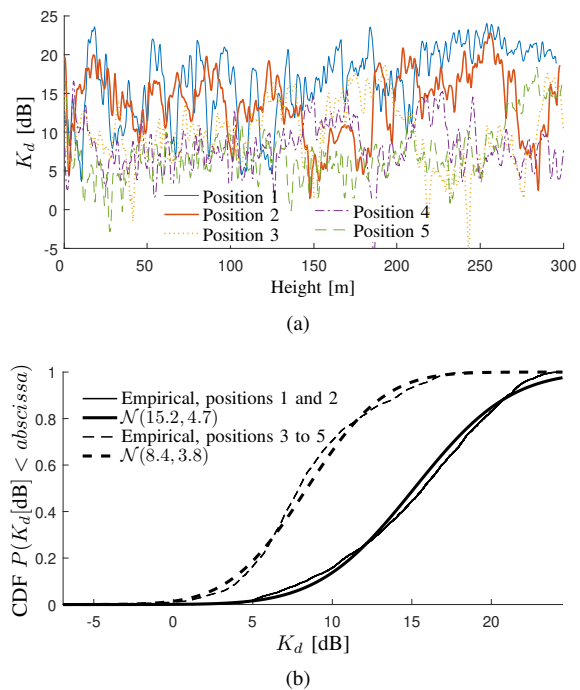 25
20
15
10
5
0
-5
K_d [dB]
Position 1
Position 2
Position 3
Position 4
Position 5
0 50 100 150 200 250 300
Height [m]
(a)
1
0.8
0.6
0.4
0.2
0
CDF P(K_d[dB] < abscissa)
Empirical, positions 1 and 2
𝒩(15.2, 4.7)
Empirical, positions 3 to 5
𝒩(8.4, 3.8)
-5 0 5 10 15 20
K_d [dB]
(b)